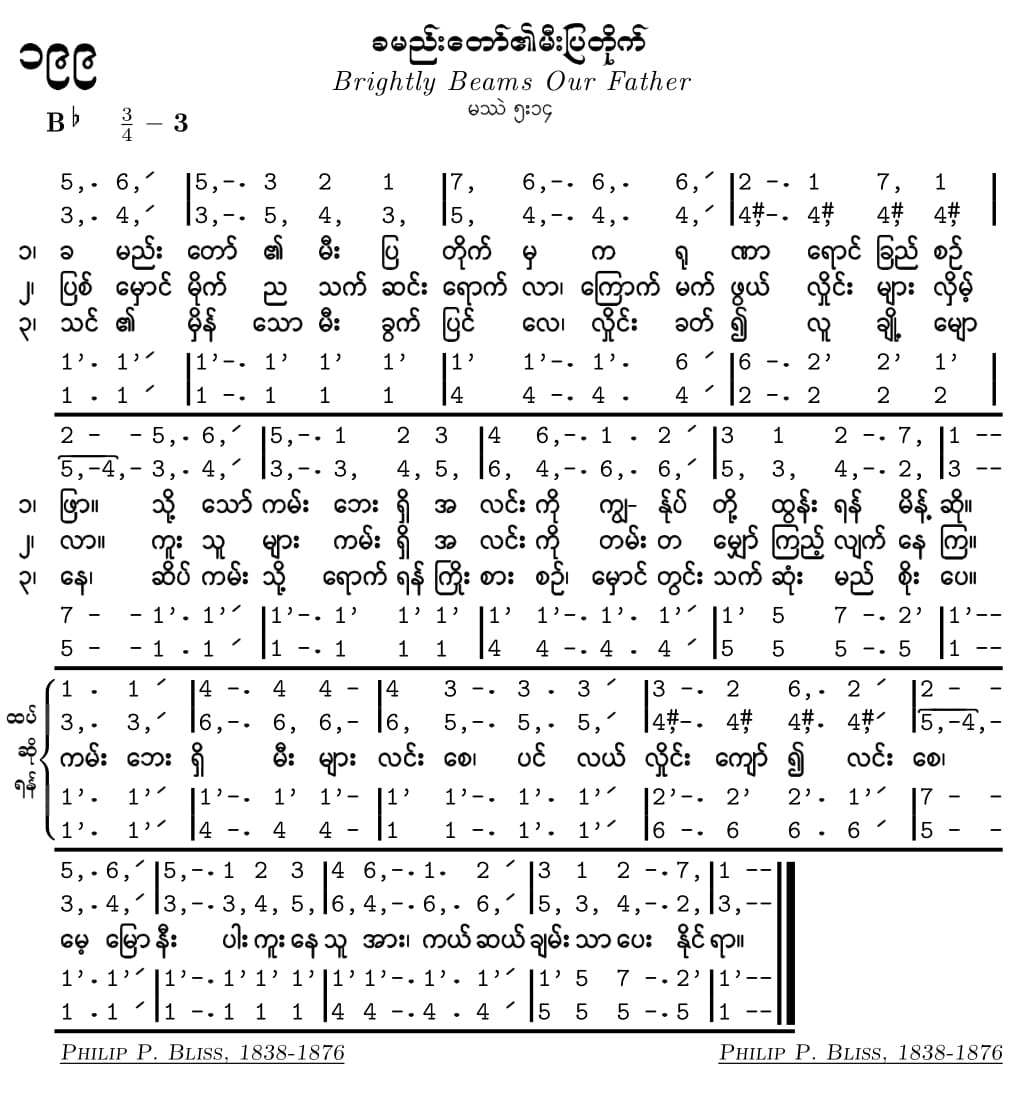 ၁၉၉
ခမည်းတော်၏မီးပြတိုက်
Brightly Beams Our Father
မဿဲ ၅း၁၄
B♭ 3/4 – 3
5,. 6,ˊ |5,-. 3 2 1 |7, 6,-. 6,. 6,ˊ |2 -. 1 7, 1 |
3,. 4,ˊ |3,-. 5, 4, 3, |5, 4,-. 4,. 4,ˊ |4#,-. 4#, 4#, 4#, |
၁၊ ခ မည်း တော် ၏ မီး ပြ တိုက် မှ က ရု ဏာ ရောင် ခြည် စဉ်
၂၊ ပြစ် မှောင် မိုက် ည သက် ဆင်း ရောက် လာ၊ ကြောက် မက် ဖွယ် လှိုင်း များ လှိမ့်
၃၊ သင် ၏ မှိန် သော မီး ခွက် ပြင် လေ၊ လှိုင်း ခတ် ၍ လူ ချို့ မျော
1’. 1’ˊ |1’-. 1’ 1’ 1’ |1’ 1’-. 1’. 6 ˊ |6 -. 2’ 2’ 1’ |
1 . 1 ˊ |1 -. 1 1 1 |4 4 -. 4 . 4 ˊ |2 -. 2 2 2 |
2 - - 5,. 6,ˊ |5,-. 1 2 3 |4 6,-. 1 . 2 ˊ |3 1 2 -. 7, |1 --
5,-4,- 3,. 4,ˊ |3,-. 3, 4, 5, |6, 4,-. 6,. 6,ˊ |5, 3, 4,-. 2, |3 --
၁၊ ဖြာ။ သို့ သော် ကမ်း ဘေး ရှိ အ လင်း ကို ကျွ- န်ုပ် တို့ ထွန်း ရန် မိန့် ဆို။
၂၊ လာ။ ကူး သူ များ ကမ်း ရှိ အ လင်း ကို တမ်း တ မျှော် ကြည့် လျက် နေ ကြ။
၃၊ နေ၊ ဆိပ် ကမ်း သို့ ရောက် ရန် ကြိုး စား စဉ်၊ မှောင် တွင်း သက် ဆုံး မည် စိုး ပေ။
7 - - 1’. 1’ˊ |1’-. 1’ 1’ 1’ |1’ 1’-. 1’. 1’ˊ |1’ 5 7 -. 2’ |1’--
5 - - 1 . 1 ˊ |1 -. 1 1 1 |4 4 -. 4 . 4 ˊ |5 5 5 -. 5 |1 --
ထပ် ဆို ရန်
1 . 1 ˊ |4 -. 4 4 - |4 3 -. 3 . 3 ˊ |3 -. 2 6,. 2 ˊ |2 - -
3,. 3,ˊ |6,-. 6, 6,- |6, 5,-. 5,. 5,ˊ |4#,-. 4#, 4#,. 4#,ˊ |5,-4,-
ကမ်း ဘေး ရှိ မီး များ လင်း စေ၊ ပင် လယ် လှိုင်း ကျော် ၍ လင်း စေ၊
1’. 1’ˊ |1’-. 1’ 1’- |1’ 1’-. 1’. 1’ˊ |2’-. 2’ 2’. 1’ˊ |7 - -
1’. 1’ˊ |4 -. 4 4 - |1 1 -. 1’. 1’ˊ |6 -. 6 6 . 6 ˊ |5 - -
5,. 6,ˊ |5,-. 1 2 3 |4 6,-. 1. 2 ˊ |3 1 2 -. 7, |1 --||
3,. 4,ˊ |3,-. 3, 4, 5, |6, 4,-. 6,. 6,ˊ |5, 3, 4,-. 2, |3,--||
မေ့ မြော နီး ပါး ကူး နေ သူ အား၊ ကယ် ဆယ် ချမ်း သာ ပေး နိုင် ရာ။
1’. 1’ˊ |1’-. 1’ 1’ 1’ |1’ 1’-. 1’. 1’ˊ |1’ 5 7 -. 2’ |1’--||
1 . 1 ˊ |1 -. 1 1 1 |4 4 -. 4 . 4 ˊ |5 5 5 -. 5 |1 --||
Philip P. Bliss, 1838-1876 Philip P. Bliss, 1838-1876